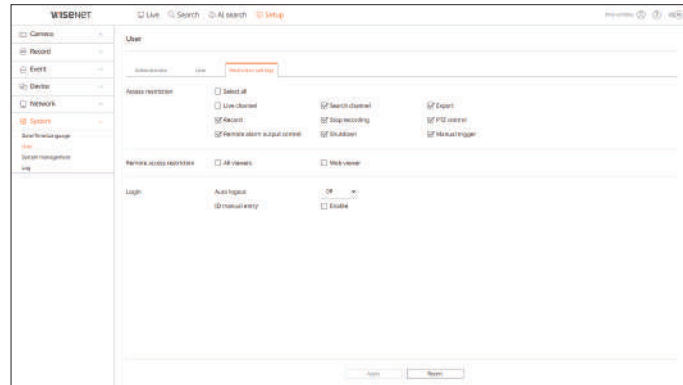 WISENET
Live Search AI search Setup
Camera
Record
Event
Device
Network
System
Date/Time/Language
User
System management
Log
User
Administrator User Restriction settings
Access restriction Select all
Live channel Search channel Export
Record Stop recording PTZ control
Remote alarm output control Shutdown Manual trigger
Remote access restriction All viewers Web viewer
Login Auto logout Off
ID manual entry Enable
Apply Revert